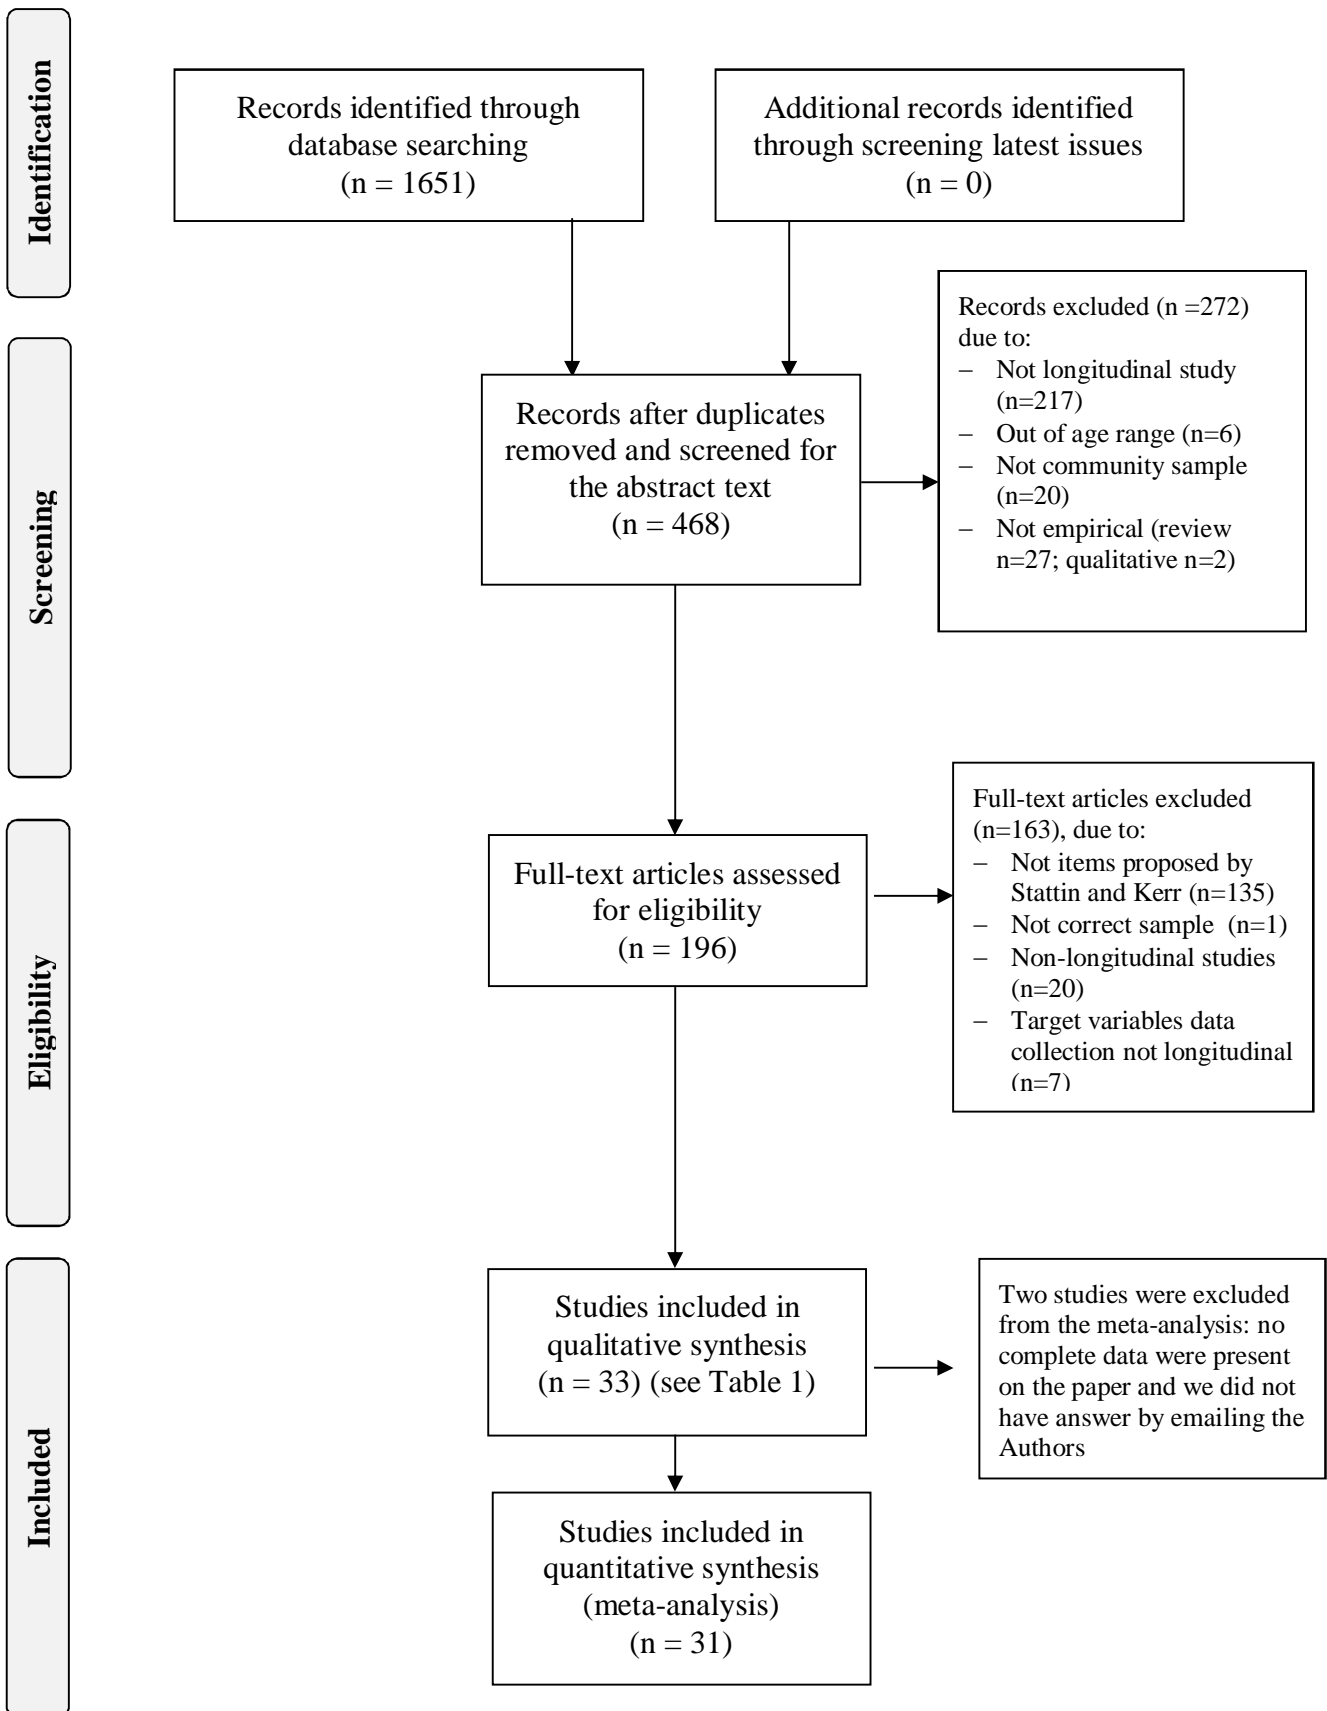 Identification
Records identified through
database searching
(n = 1651)
Additional records identified
through screening latest issues
(n = 0)
Records excluded (n =272)
due to:
– Not longitudinal study
(n=217)
– Out of age range (n=6)
– Not community sample
(n=20)
– Not empirical (review
n=27; qualitative n=2)
Screening
Records after duplicates
removed and screened for
the abstract text
(n = 468)
Eligibility
Full-text articles assessed
for eligibility
(n = 196)
Full-text articles excluded
(n=163), due to:
– Not items proposed by
Stattin and Kerr (n=135)
– Not correct sample (n=1)
– Non-longitudinal studies
(n=20)
– Target variables data
collection not longitudinal
(n=7)
Included
Studies included in
qualitative synthesis
(n = 33) (see Table 1)
Two studies were excluded
from the meta-analysis: no
complete data were present
on the paper and we did not
have answer by emailing the
Authors
Studies included in
quantitative synthesis
(meta-analysis)
(n = 31)